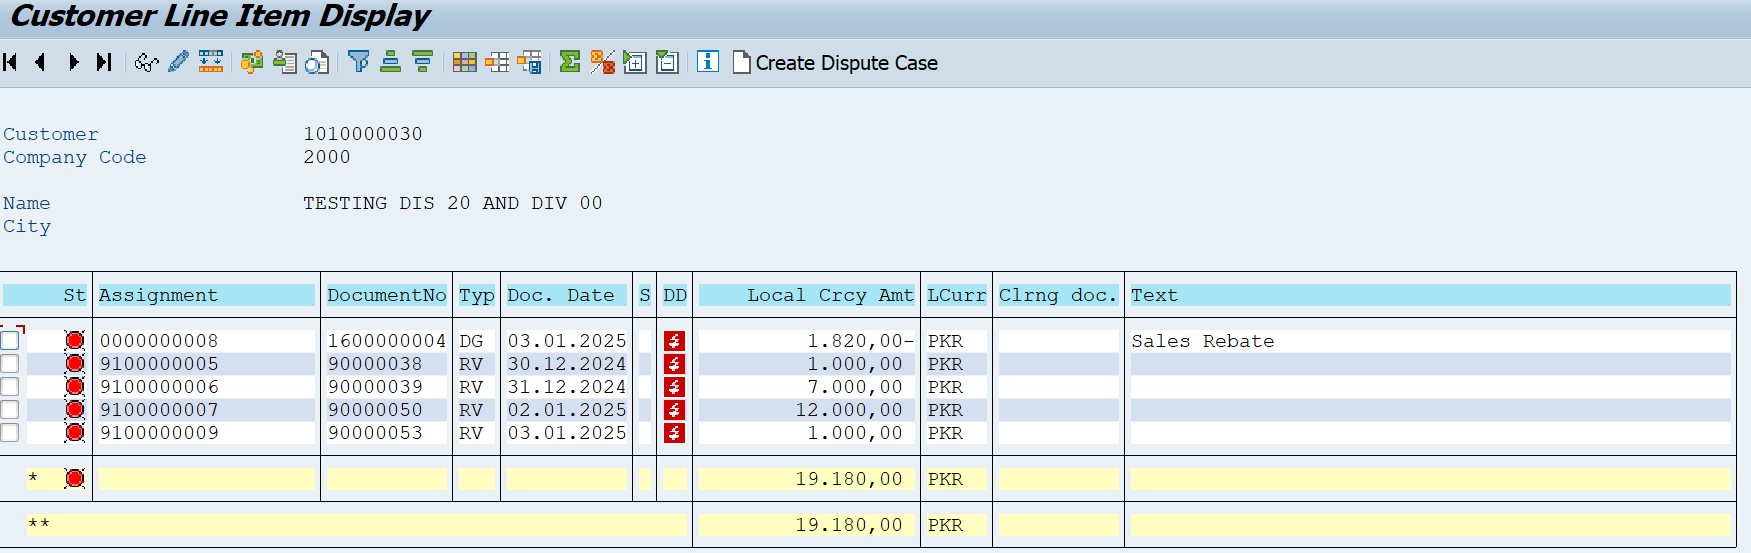 Customer Line Item Display
Create Dispute Case
Customer 1010000030
Company Code 2000
Name TESTING DIS 20 AND DIV 00
City
St Assignment DocumentNo Typ Doc. Date S DD Local Crcy Amt LCurr Clrng doc. Text
0000000008 1600000004 DG 03.01.2025 1.820,00- PKR Sales Rebate
9100000005 90000038 RV 30.12.2024 1.000,00 PKR
9100000006 90000039 RV 31.12.2024 7.000,00 PKR
9100000007 90000050 RV 02.01.2025 12.000,00 PKR
9100000009 90000053 RV 03.01.2025 1.000,00 PKR
* 19.180,00 PKR
** 19.180,00 PKR